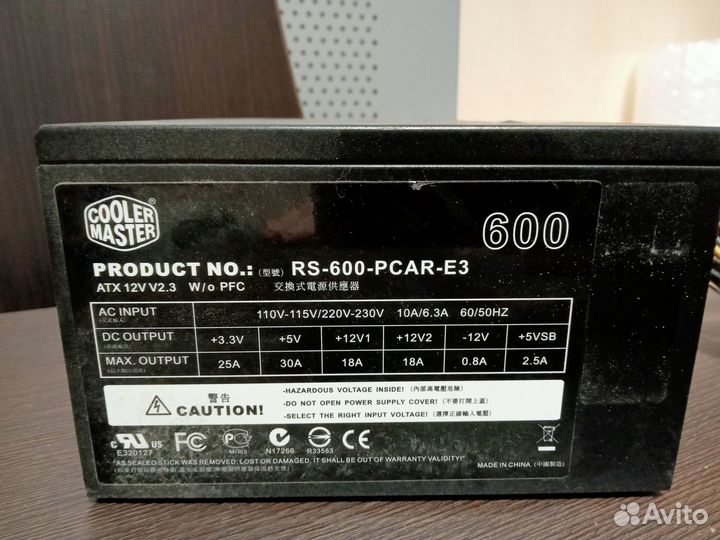 COOLER MASTER
600
PRODUCT NO.: (型號) RS-600-PCAR-E3
ATX 12V V2.3 W/o PFC 交換式電源供應器
AC INPUT 110V-115V/220V-230V 10A/6.3A 60/50HZ
DC OUTPUT +3.3V +5V +12V1 +12V2 -12V +5VSB
MAX. OUTPUT 25A 30A 18A 18A 0.8A 2.5A
警告
CAUTION!
-HAZARDOUS VOLTAGE INSIDE! (內部高電壓危險)
-DO NOT OPEN POWER SUPPLY COVER! (不要打開上蓋)
-SELECT THE RIGHT INPUT VOLTAGE! (選擇正確輸入電壓)
c UL US FC CE
E320127 МЛ03 N17266 R33553
"AS SEALED STICK WAS REMOVED; LOST OR DAMAGED, IT SHALL BE OUT OF WARRANTY VALIDITY!"
MADE IN CHINA (中國製造)
Avito